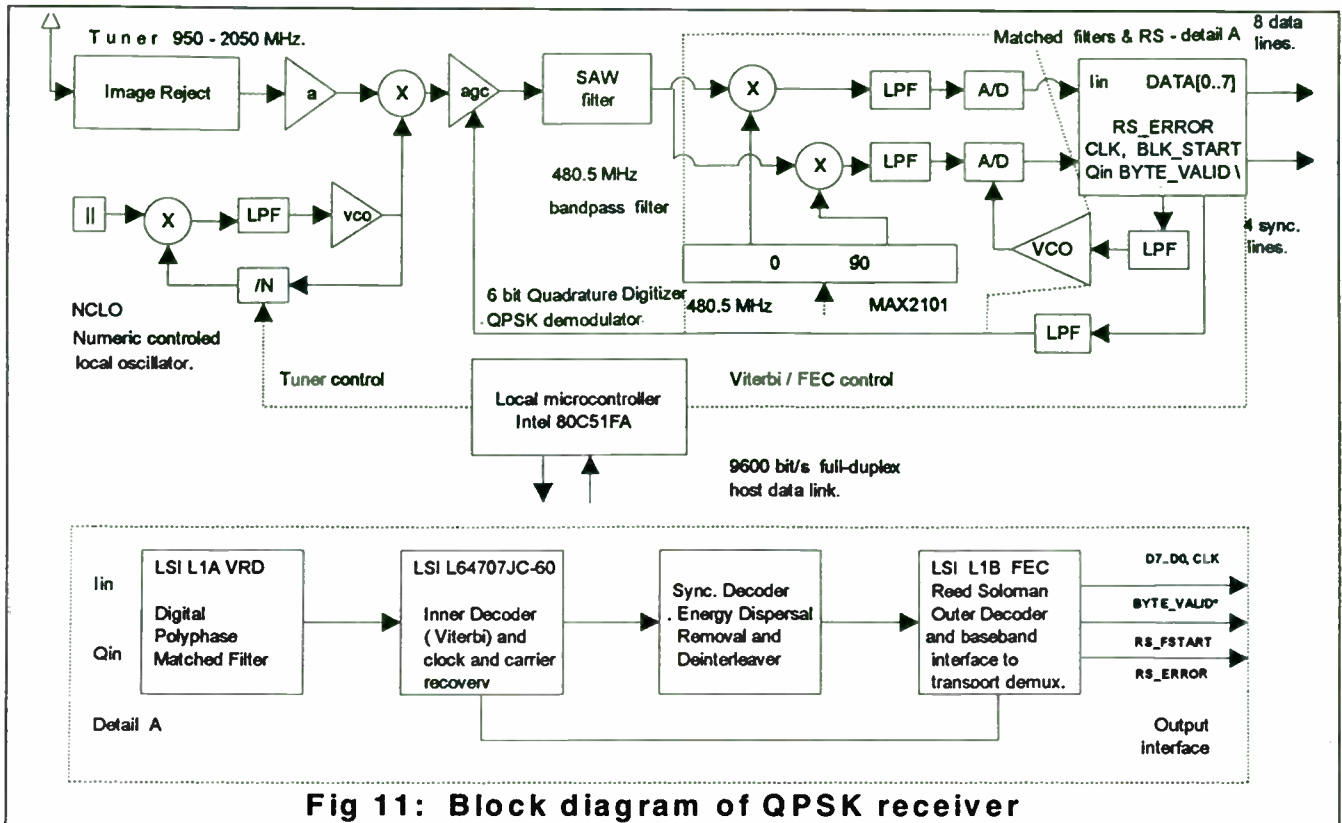 Tuner 950 - 2050 MHz.
Matched filters & RS - detail A
8 data
lines.
Image Reject
a
X
agc
SAW
filter
X
LPF
A/D
Iin DATA[0..7]
RS_ERROR
CLK, BLK_START
Qin BYTE_VALID \
X
LPF
A/D
480.5 MHz
bandpass filter
||
X
LPF
vco
VCO
LPF
4 sync.
lines.
0 90
/N
6 bit Quadrature Digitizer
QPSK demodulator
480.5 MHz
MAX2101
LPF
NCLO
Numeric controled
local oscillator.
Tuner control
Viterbi / FEC control
Local microcontroller
Intel 80C51FA
9600 bit/s full-duplex
host data link.
Iin
Qin
LSI L1A VRD
Digital
Polyphase
Matched Filter
LSI L64707JC-60
Inner Decoder
( Viterbi) and
clock and carrier
recovery
Sync. Decoder
. Energy Dispersal
Removal and
Deinterleaver
LSI L1B FEC
Reed Soloman
Outer Decoder
and baseband
interface to
transport demux.
D7_D0, CLK
BYTE_VALID*
RS_FSTART
RS_ERROR
Detail A
Output
interface
Fig 11: Block diagram of QPSK receiver